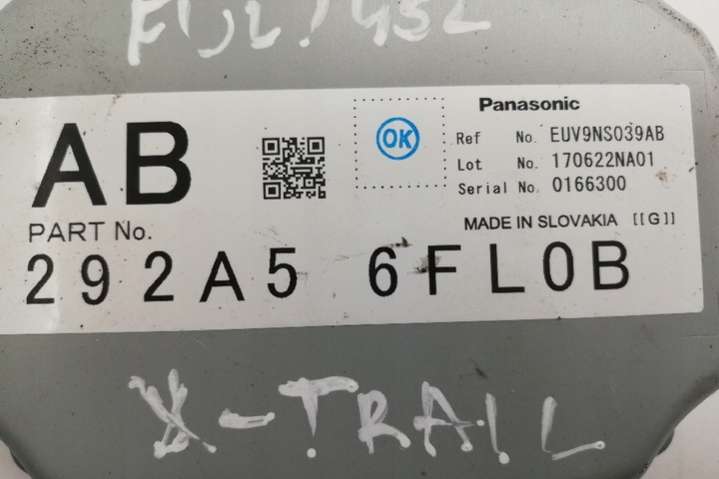 AB
OK
Panasonic
Ref No. EUV9NS039AB
Lot No. 170622NA01
Serial No. 0166300
MADE IN SLOVAKIA [[G]]
PART No.
292A5 6FL0B
X-TRAIL